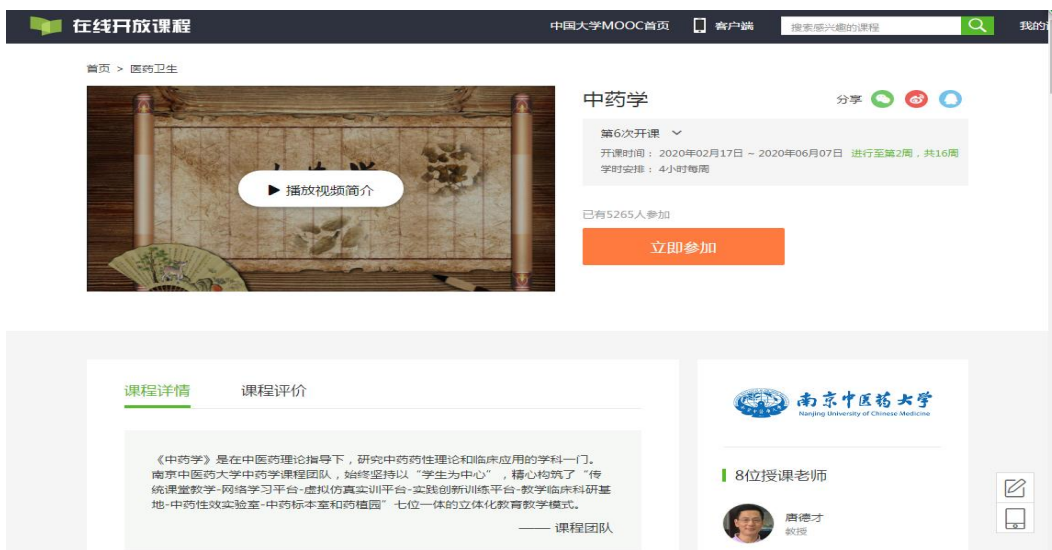 在线开放课程
中国大学MOOC首页 客户端 搜索感兴趣的课程 我的
首页 > 医药卫生
播放视频简介
中药学
分享
第6次开课
开课时间： 2020年02月17日 ~ 2020年06月07日 进行至第2周，共16周
学时安排： 4小时每周
已有5265人参加
立即参加
课程详情 课程评价
《中药学》是在中医药理论指导下，研究中药药性理论和临床应用的学科一门。
南京中医药大学中药学课程团队，始终坚持以“学生为中心”，精心构筑了“传
统课堂教学-网络学习平台-虚拟仿真实训平台-实践创新训练平台-教学临床科研基
地-中药性效实验室-中药标本室和药植园”七位一体的立体化教育教学模式。
—— 课程团队
南京中医药大学
Nanjing University of Chinese Medicine
8位授课老师
唐德才
教授